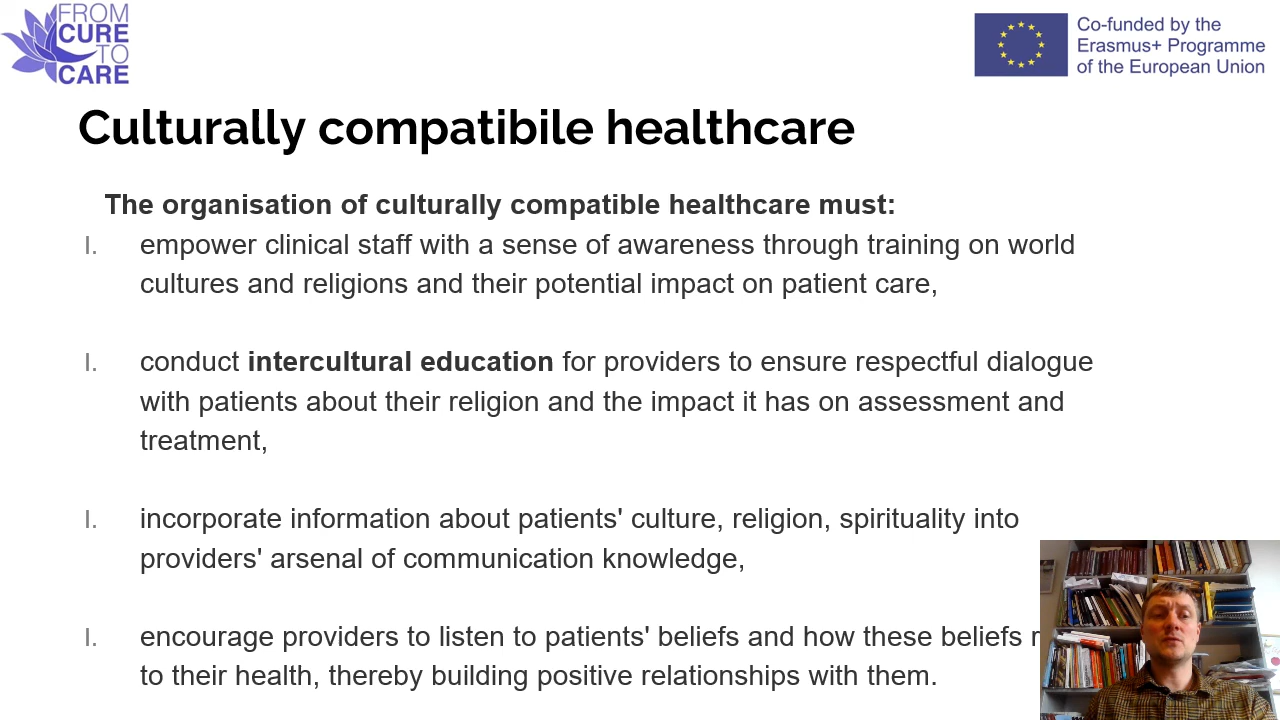 FROM
CURE
TO
CARE
Co-funded by the
Erasmus+ Programme
of the European Union
Culturally compatibile healthcare
The organisation of culturally compatible healthcare must:
I. empower clinical staff with a sense of awareness through training on world
cultures and religions and their potential impact on patient care,
I. conduct intercultural education for providers to ensure respectful dialogue
with patients about their religion and the impact it has on assessment and
treatment,
I. incorporate information about patients' culture, religion, spirituality into
providers' arsenal of communication knowledge,
I. encourage providers to listen to patients' beliefs and how these beliefs
to their health, thereby building positive relationships with them.